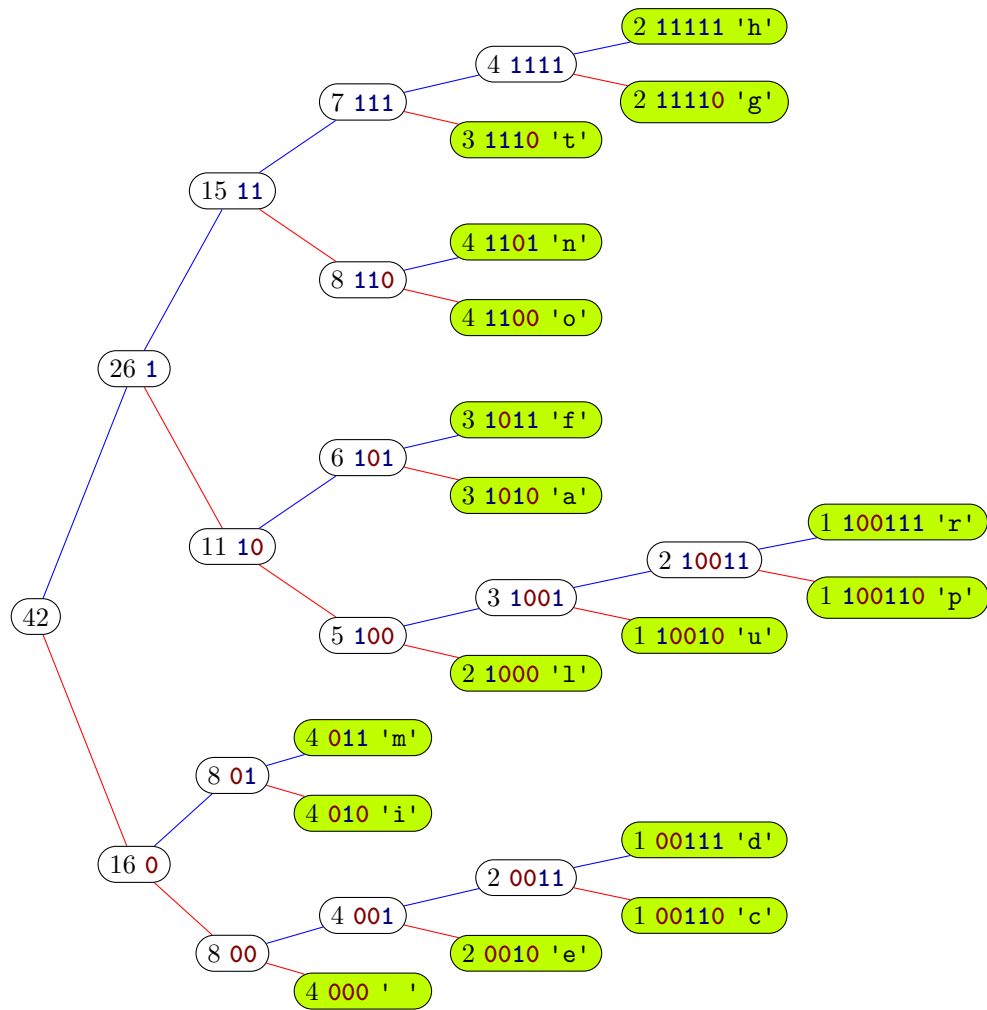 2 11111 'h'
4 1111
2 11110 'g'
7 111
3 1110 't'
15 11
4 1101 'n'
8 110
4 1100 'o'
26 1
3 1011 'f'
6 101
3 1010 'a'
1 100111 'r'
11 10
2 10011
3 1001
1 100110 'p'
42
5 100
1 10010 'u'
2 1000 'l'
4 011 'm'
8 01
4 010 'i'
1 00111 'd'
16 0
2 0011
4 001
1 00110 'c'
8 00
2 0010 'e'
4 000 ' '